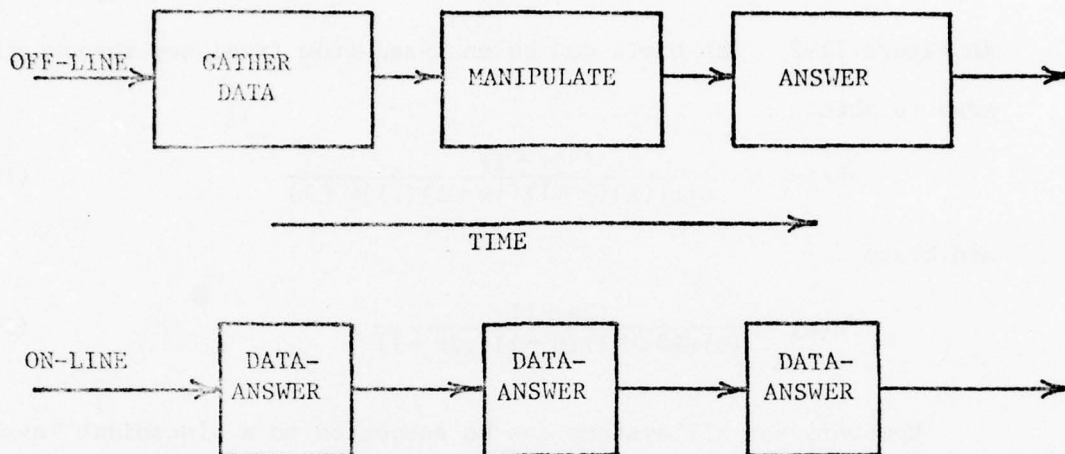 OFF-LINE
GATHER
DATA
MANIPULATE
ANSWER
TIME
ON-LINE
DATA-
ANSWER
DATA-
ANSWER
DATA-
ANSWER